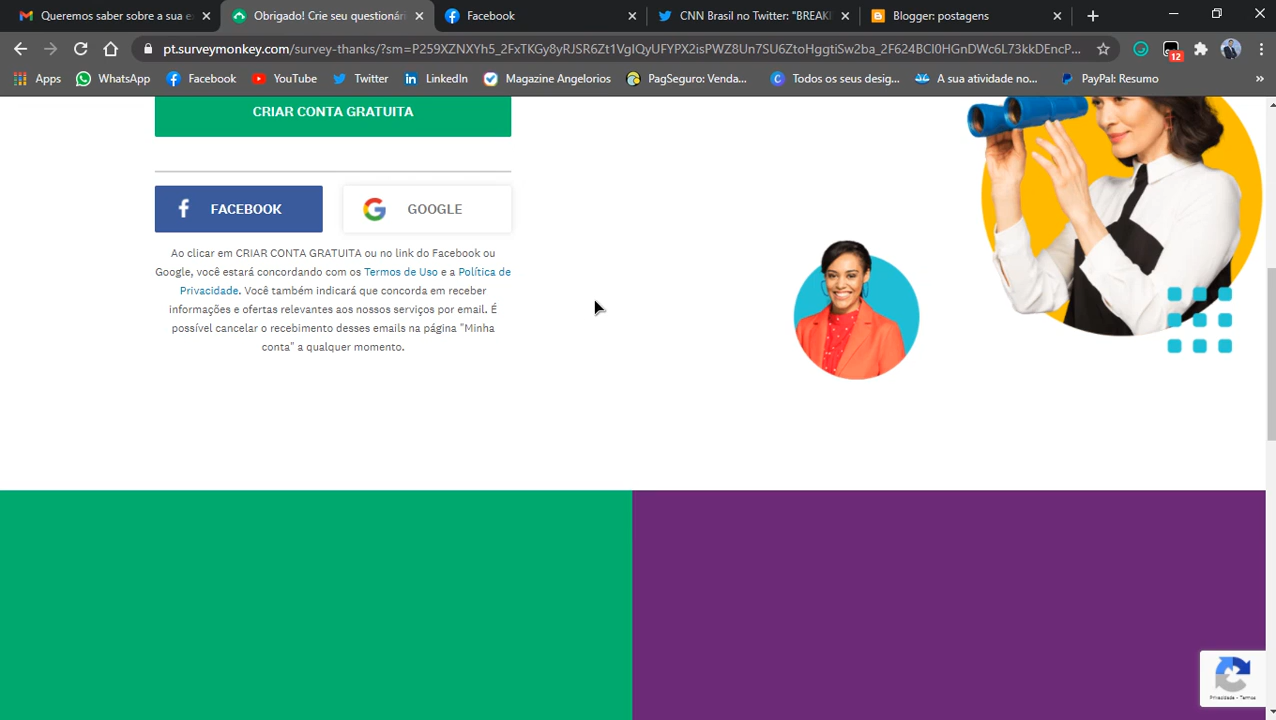 Queremos saber sobre a sua e
Obrigado! Crie seu questionári
Facebook
CNN Brasil no Twitter: "BREAKI
Blogger: postagens
pt.surveymonkey.com/survey-thanks/?sm=P259XZNXYh5_2FxTKGy8yRJSR6Zt1VgIQyUFYPX2isPWZ8Un7SU6ZtoHggtiSw2ba_2F624BCl0HGnDWc6L73kkDEncP...
12
Apps
WhatsApp
Facebook
YouTube
Twitter
LinkedIn
Magazine Angelorios
PagSeguro: Venda...
Todos os seus desig...
A sua atividade no...
PayPal: Resumo
CRIAR CONTA GRATUITA
FACEBOOK
GOOGLE
Ao clicar em CRIAR CONTA GRATUITA ou no link do Facebook ou
Google, você estará concordando com os Termos de Uso e a Política de
Privacidade. Você também indicará que concorda em receber
informações e ofertas relevantes aos nossos serviços por email. É
possível cancelar o recebimento desses emails na página "Minha
conta" a qualquer momento.
Privacidade - Termos